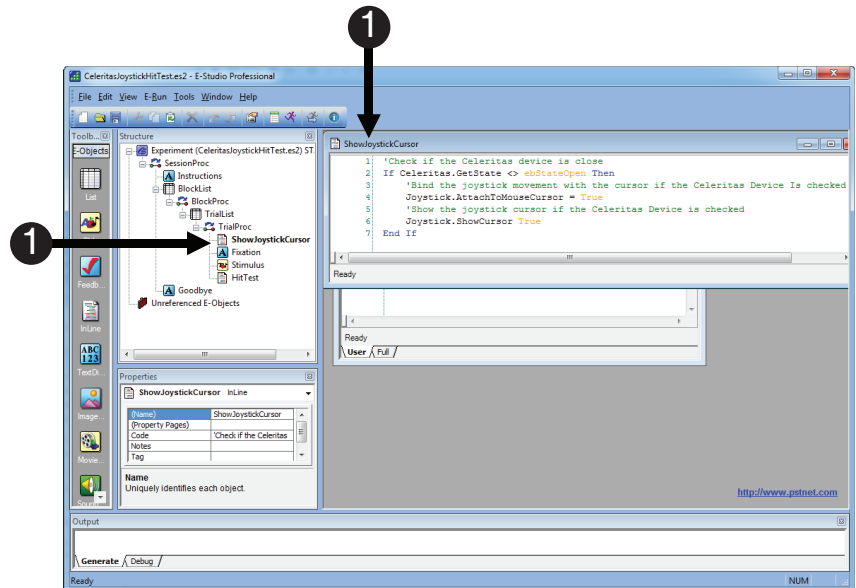 1
1
CeleritasJoystickHitTest.es2 - E-Studio Professional
File Edit View E-Run Tools Window Help
Toolb...
E-Objects
List
Feedb...
InLine
TextDi...
Image...
Movie...
Structure
Experiment (CeleritasJoystickHitTest.es2) ST
SessionProc
Instructions
BlockList
BlockProc
TrialList
TrialProc
ShowJoystickCursor
Fixation
Stimulus
HitTest
Goodbye
Unreferenced E-Objects
ShowJoystickCursor
1 'Check if the Celeritas device is close
2 If Celeritas.GetState <> ebStateOpen Then
3 'Bind the joystick movement with the cursor if the Celeritas Device Is checked
4 Joystick.AttachToMouseCursor = True
5 'Show the joystick cursor if the Celeritas Device is checked
6 Joystick.ShowCursor True
7 End If
Ready
Ready
User Full
Properties
ShowJoystickCursor InLine
(Name) ShowJoystickCursor
(Property Pages)
Code 'Check if the Celeritas
Notes
Tag
Name
Uniquely identifies each object.
http://www.pstnet.com
Output
Generate Debug
Ready NUM